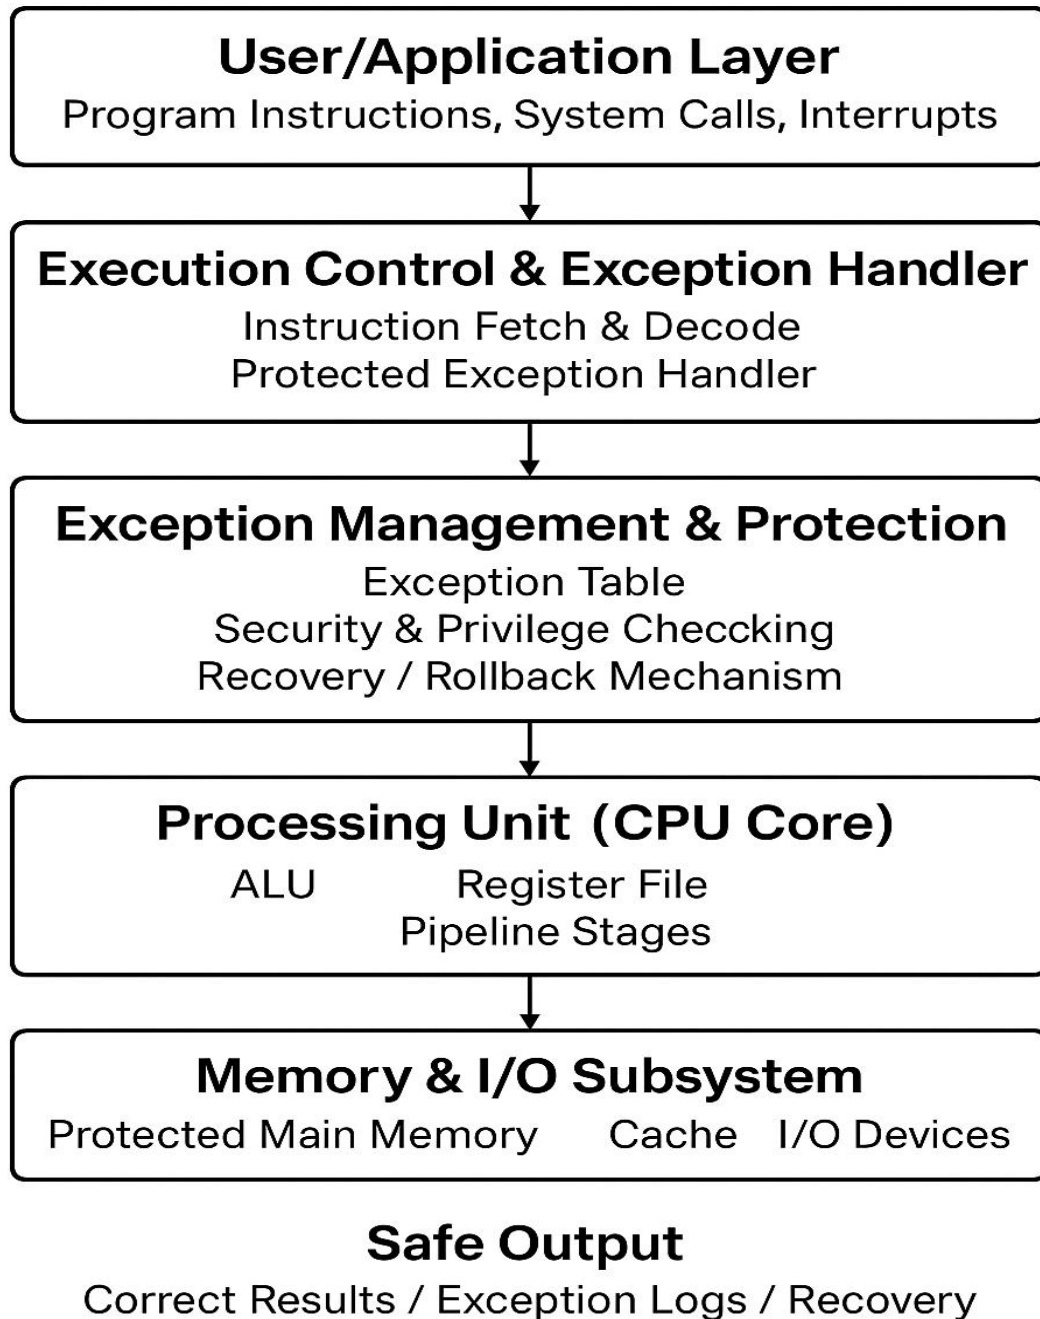 User/Application Layer
Program Instructions, System Calls, Interrupts
Execution Control & Exception Handler
Instruction Fetch & Decode
Protected Exception Handler
Exception Management & Protection
Exception Table
Security & Privilege Checcking
Recovery / Rollback Mechanism
Processing Unit (CPU Core)
ALU Register File
Pipeline Stages
Memory & I/O Subsystem
Protected Main Memory Cache I/O Devices
Safe Output
Correct Results / Exception Logs / Recovery